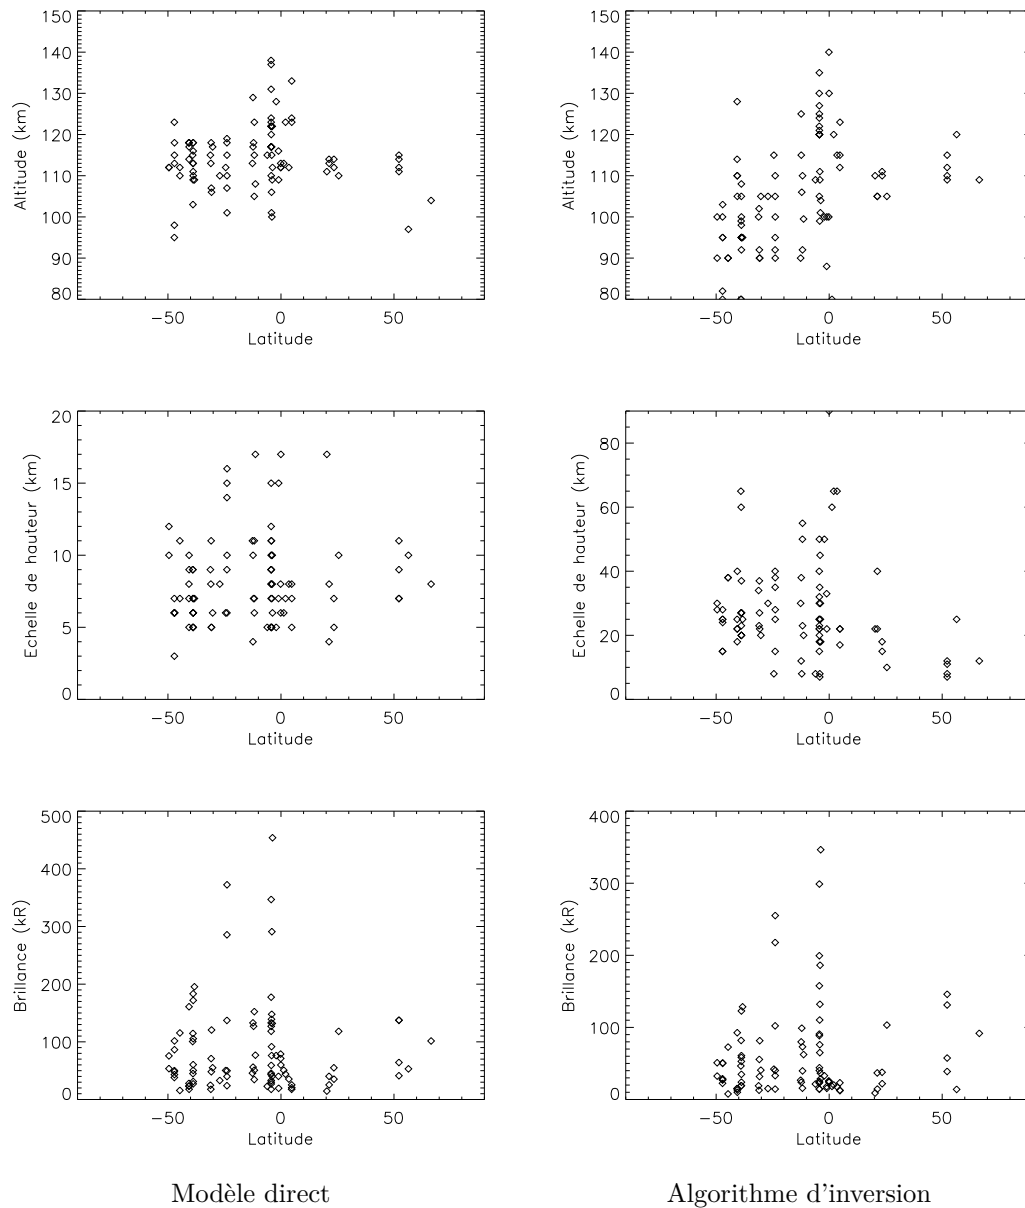 150
140
130
120
110
100
90
80
Altitude (km)
−50 0 50
Latitude
150
140
130
120
110
100
90
80
Altitude (km)
−50 0 50
Latitude
20
15
10
5
0
Echelle de hauteur (km)
−50 0 50
Latitude
80
60
40
20
0
Echelle de hauteur (km)
−50 0 50
Latitude
500
400
300
200
100
0
Brillance (kR)
−50 0 50
Latitude
400
300
200
100
0
Brillance (kR)
−50 0 50
Latitude
Modèle direct
Algorithme d'inversion